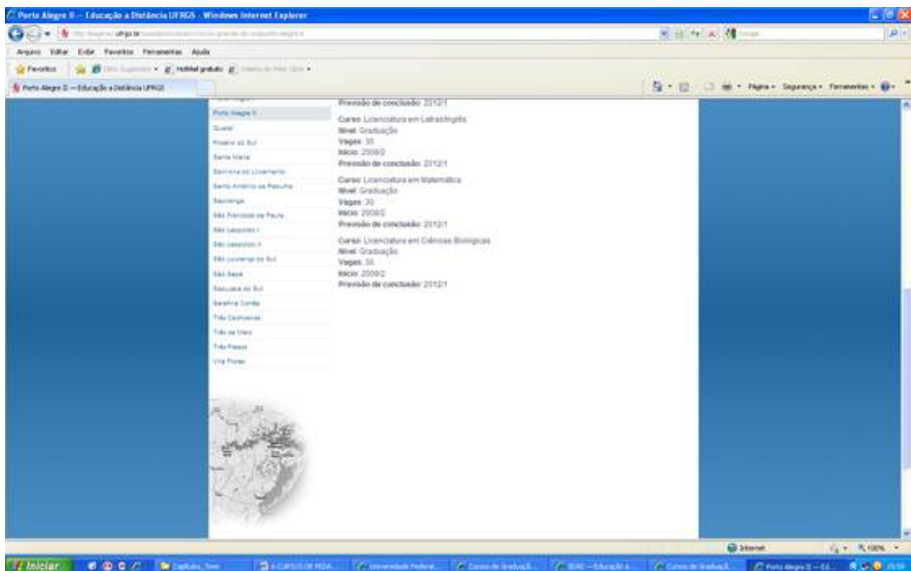 Porto Alegre II — Educação a Distância UFRGS - Windows Internet Explorer
ufrgs.br
Arquivo Editar Exibir Favoritos Ferramentas Ajuda
Favoritos HotMail gratuito
Porto Alegre II — Educação a Distância UFRGS
Página Segurança Ferramentas
Porto Alegre II
Quaraí
Rosário do Sul
Santa Maria
Santana do Livramento
Santo Antônio da Patrulha
Sapiranga
São Francisco de Paula
São Leopoldo I
São Leopoldo II
São Lourenço do Sul
São Sepé
Sapucaia do Sul
Serafina Corrêa
Três Cachoeiras
Três de Maio
Três Passos
Vila Flores
Previsão de conclusão: 2012/1
Curso: Licenciatura em Letras/Inglês
Nível: Graduação
Vagas: 30
Início: 2008/2
Previsão de conclusão: 2012/1
Curso: Licenciatura em Matemática
Nível: Graduação
Vagas: 30
Início: 2008/2
Previsão de conclusão: 2012/1
Curso: Licenciatura em Ciências Biológicas
Nível: Graduação
Vagas: 30
Início: 2008/2
Previsão de conclusão: 2012/1
Internet 100%
Iniciar